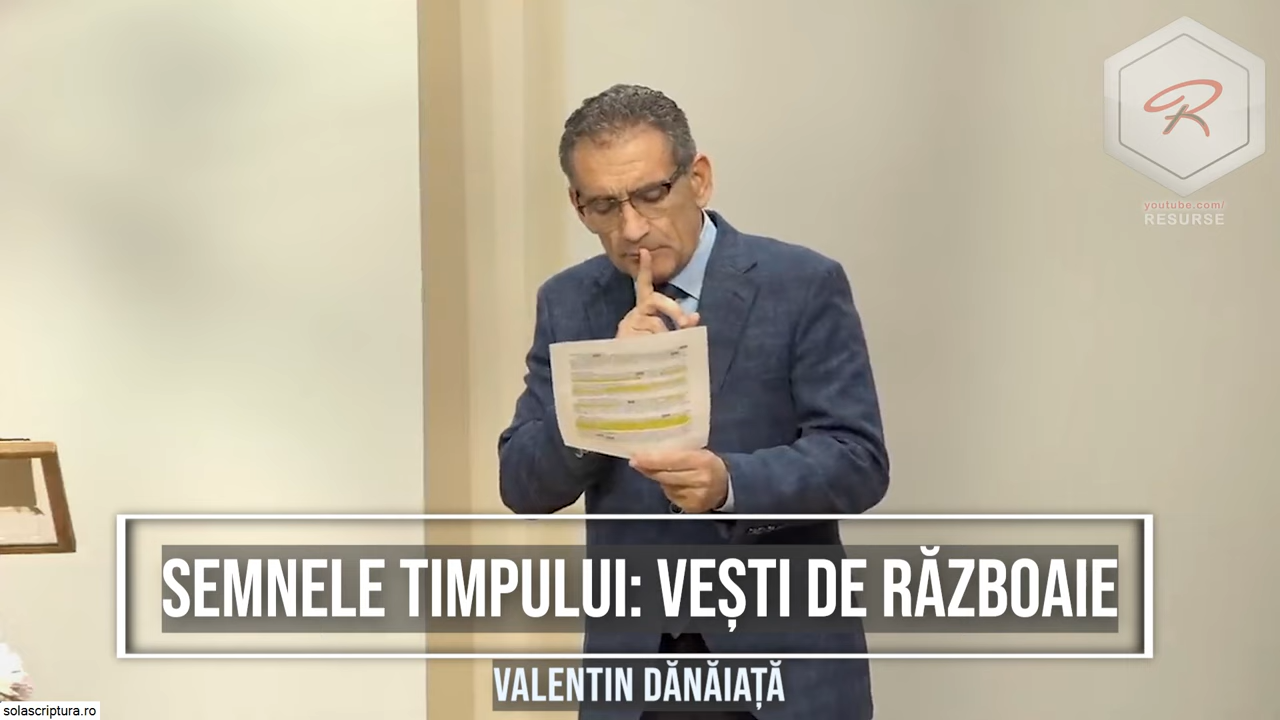 R
youtube.com/
RESURSE
SEMNELE TIMPULUI: VEȘTI DE RĂZBOAIE
VALENTIN DĂNĂIAȚĂ
solascriptura.ro